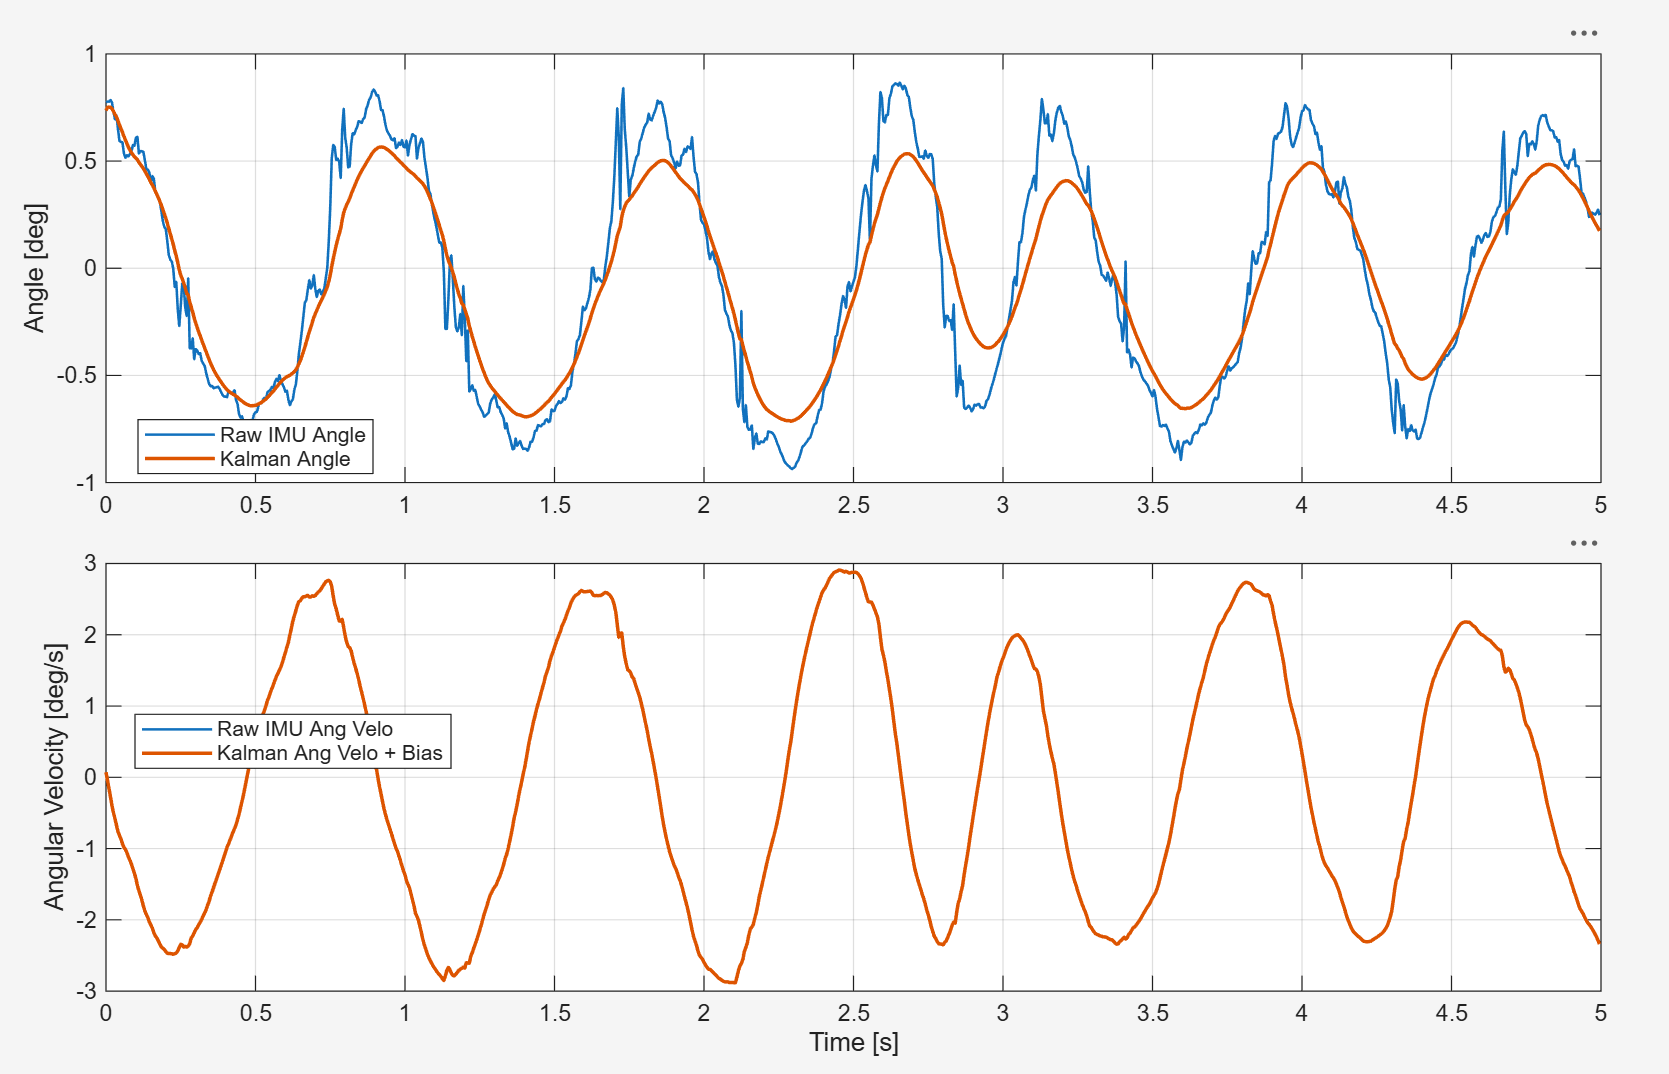 1
0.5
0
-0.5
-1
Angle [deg]
Raw IMU Angle
Kalman Angle
0 0.5 1 1.5 2 2.5 3 3.5 4 4.5 5
3
2
1
0
-1
-2
-3
Angular Velocity [deg/s]
Raw IMU Ang Velo
Kalman Ang Velo + Bias
0 0.5 1 1.5 2 2.5 3 3.5 4 4.5 5
Time [s]